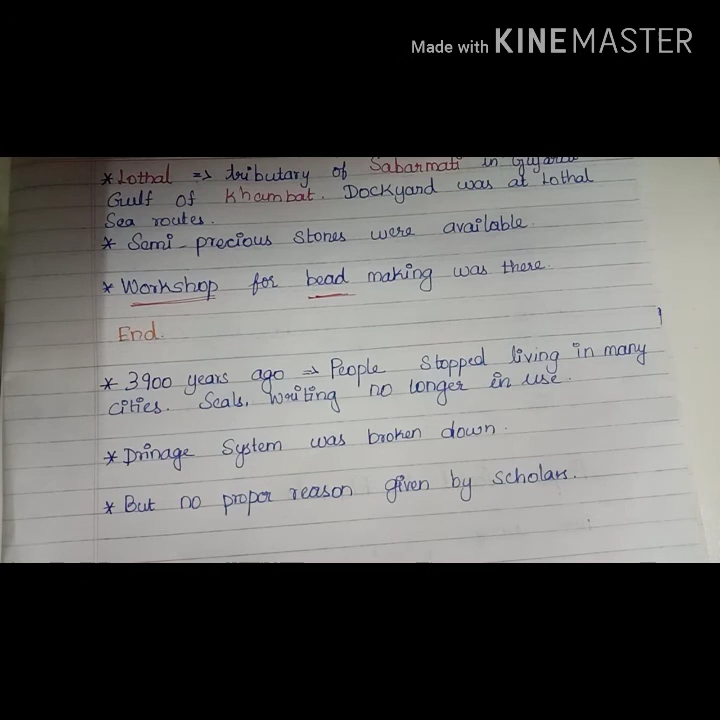 Made with KINEMASTER
* Lothal => tributary of Sabarmati in
Gulf of Khambat. Dockyard was at Lothal
Sea routes.
* Semi-precious stones were available.
* Workshop for bead making was there.
End.
* 3900 years ago => People stopped living in many
cities. Seals, writing no longer in use.
* Drinage System was broken down.
* But no proper reason given by scholars.